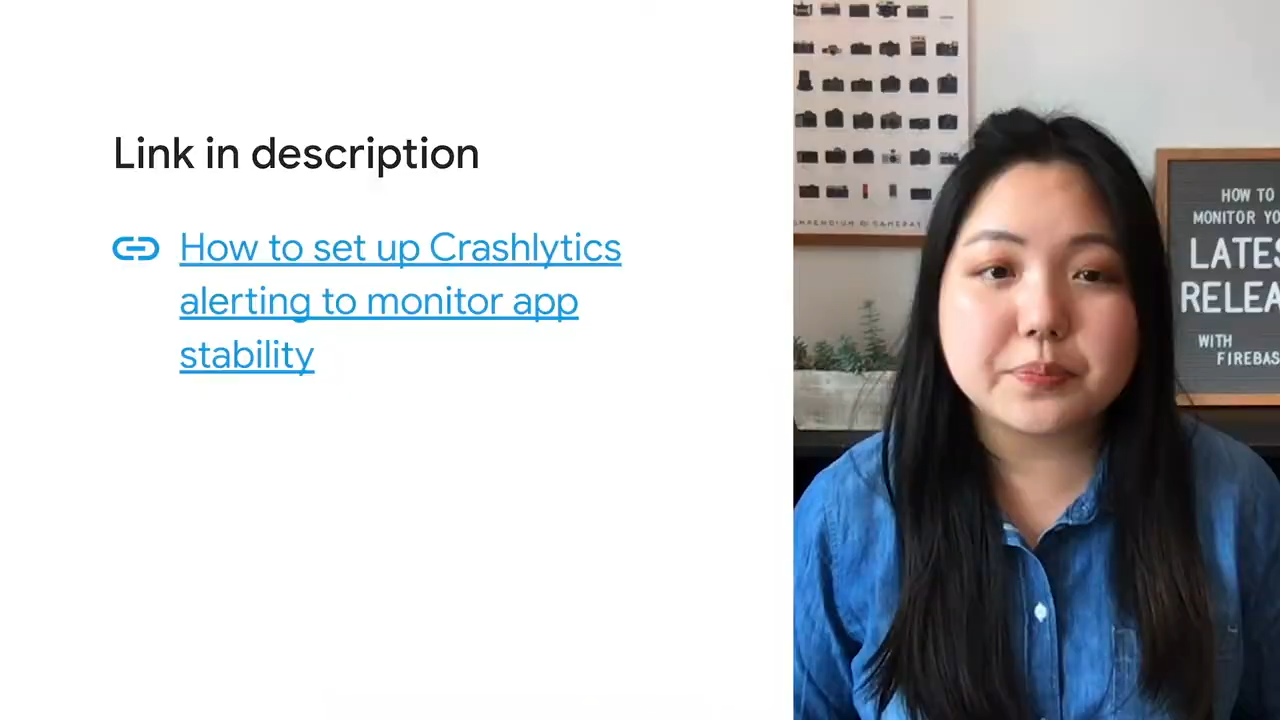 Link in description
How to set up Crashlytics
alerting to monitor app
stability
HOW TO
MONITOR YO
LATES
RELEA
WITH
FIREBAS